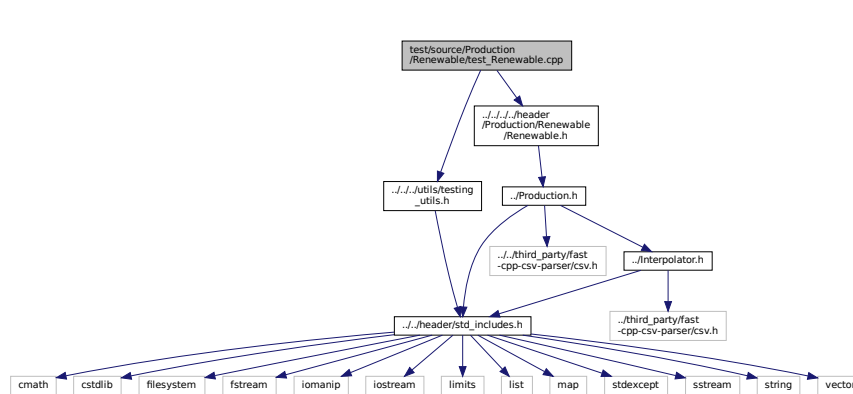 test/source/Production
/Renewable/test_Renewable.cpp
../../../../header
/Production/Renewable
/Renewable.h
../../../utils/testing
_utils.h
../Production.h
../../third_party/fast
-cpp-csv-parser/csv.h
../Interpolator.h
../third_party/fast
-cpp-csv-parser/csv.h
../../header/std_includes.h
cmath
cstdlib
filesystem
fstream
iomanip
iostream
limits
list
map
stdexcept
sstream
string
vector